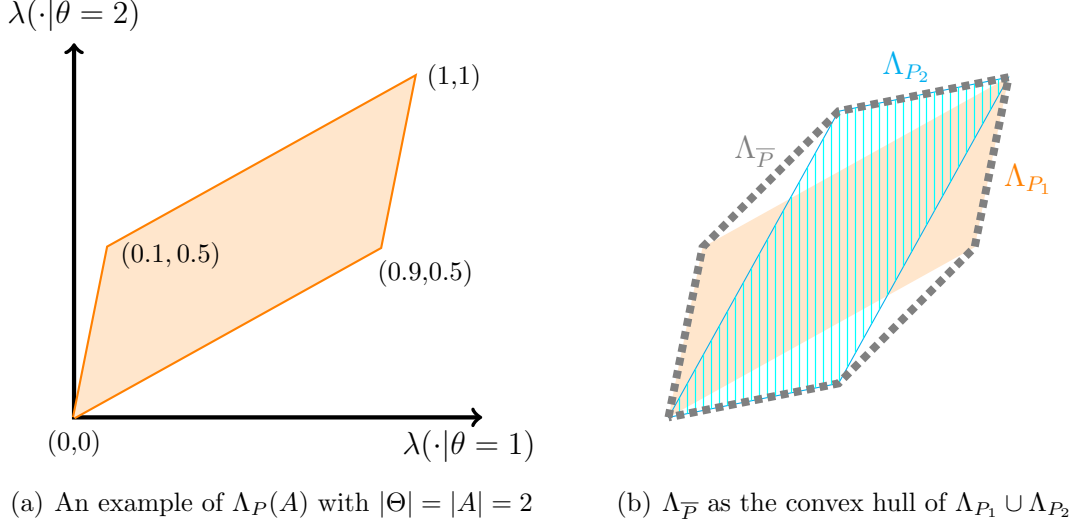 λ(·|θ = 2)
(1,1)
(0.1, 0.5)
(0.9,0.5)
(0,0)
λ(·|θ = 1)
Λ_{P_2}
Λ_{\overline{P}}
Λ_{P_1}
(a) An example of Λ_P(A) with |Θ| = |A| = 2
(b) Λ_{\overline{P}} as the convex hull of Λ_{P_1} ∪ Λ_{P_2}